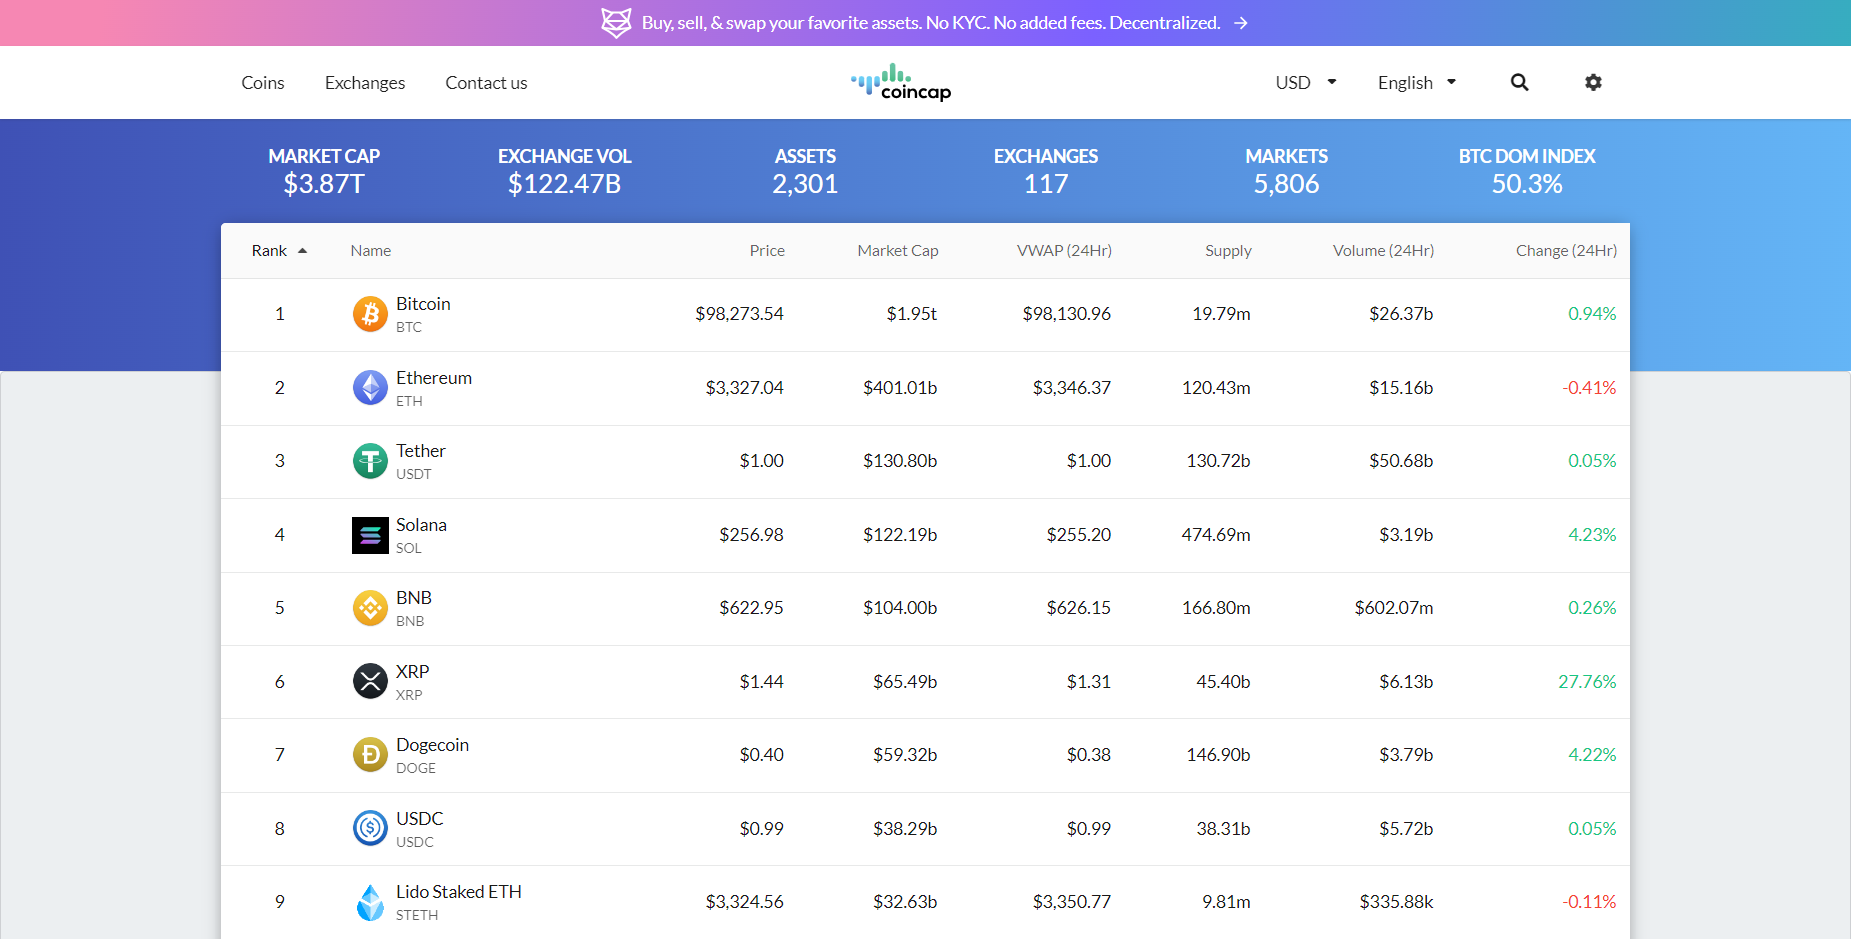 Buy, sell, & swap your favorite assets. No KYC. No added fees. Decentralized. →
Coins Exchanges Contact us coincap USD English
MARKET CAP EXCHANGE VOL ASSETS EXCHANGES MARKETS BTC DOM INDEX
$3.87T $122.47B 2,301 117 5,806 50.3%
Rank Name Price Market Cap VWAP (24Hr) Supply Volume (24Hr) Change (24Hr)
1 Bitcoin $98,273.54 $1.95t $98,130.96 19.79m $26.37b 0.94%
BTC
2 Ethereum $3,327.04 $401.01b $3,346.37 120.43m $15.16b -0.41%
ETH
3 Tether $1.00 $130.80b $1.00 130.72b $50.68b 0.05%
USDT
4 Solana $256.98 $122.19b $255.20 474.69m $3.19b 4.23%
SOL
5 BNB $622.95 $104.00b $626.15 166.80m $602.07m 0.26%
BNB
6 XRP $1.44 $65.49b $1.31 45.40b $6.13b 27.76%
XRP
7 Dogecoin $0.40 $59.32b $0.38 146.90b $3.79b 4.22%
DOGE
8 USDC $0.99 $38.29b $0.99 38.31b $5.72b 0.05%
USDC
9 Lido Staked ETH $3,324.56 $32.63b $3,350.77 9.81m $335.88k -0.11%
STETH